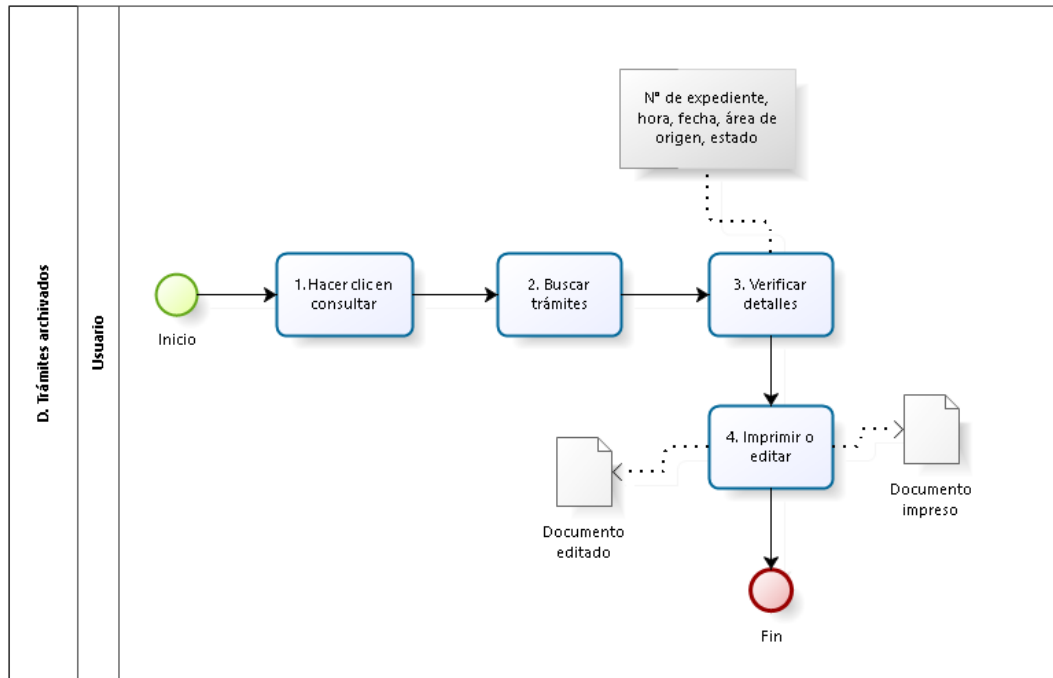 D. Trámites archivados
Usuario
N° de expediente,
hora, fecha, área de
origen, estado
Inicio
1. Hacer clic en
consultar
2. Buscar
trámites
3. Verificar
detalles
4. Imprimir o
editar
Documento
editado
Documento
impreso
Fin